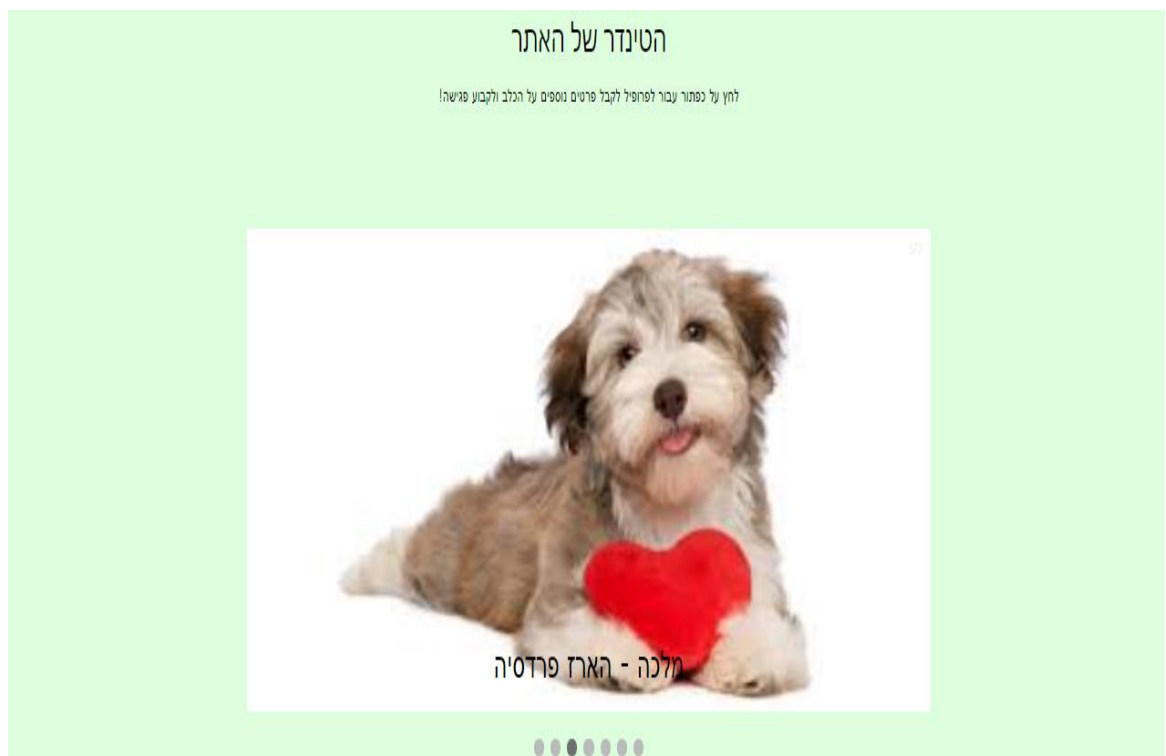 הטינדר של האתר
לחץ על כפתור עבור לפרופיל לקבל פרטים נוספים על הכלב ולקבוע פגישה!
מלכה - הארז פרדסיה